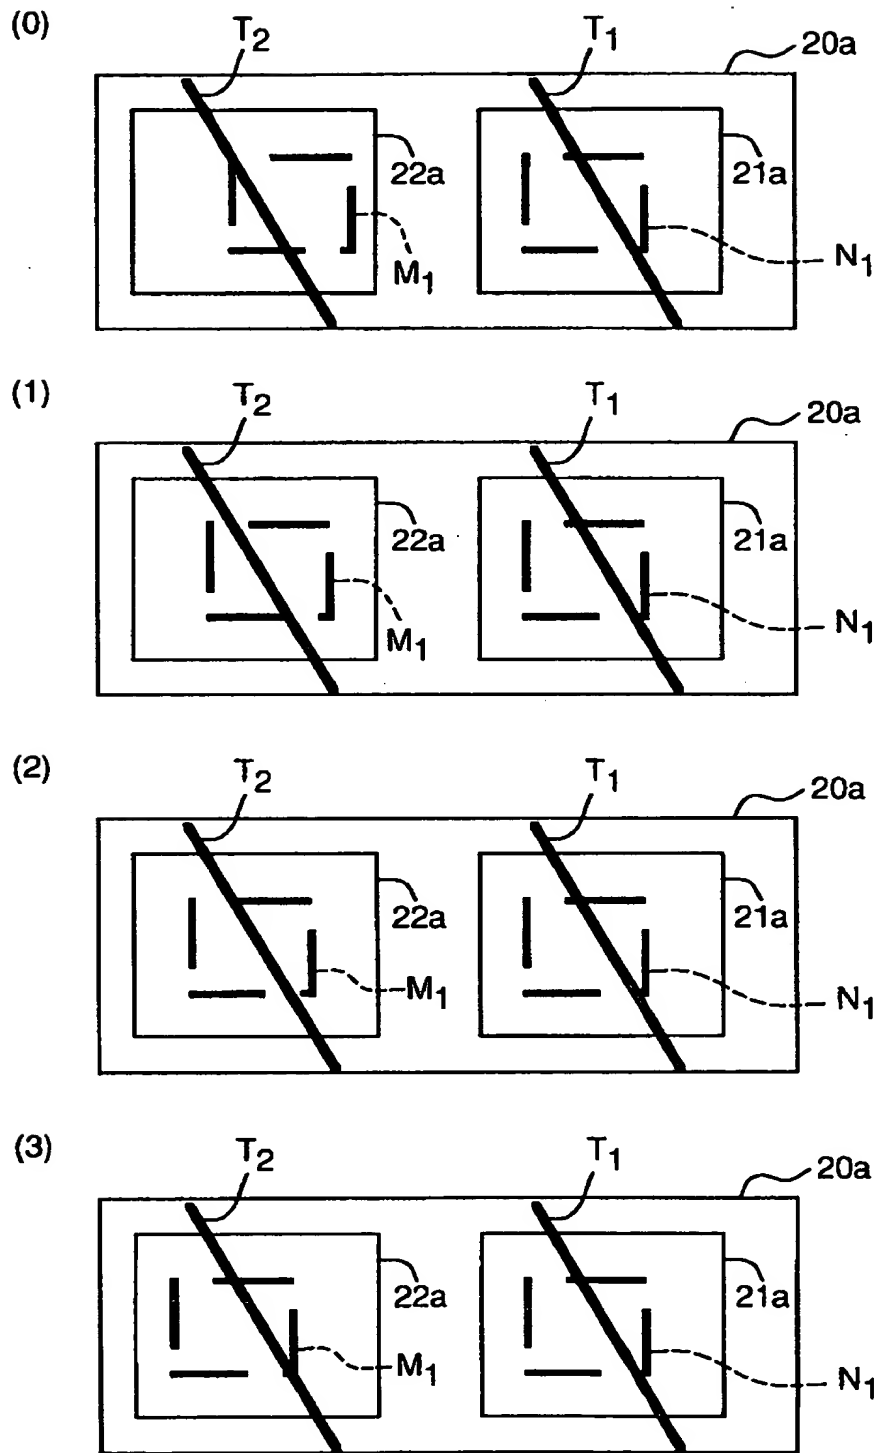 (0) T2 T1 20a
22a 21a
M1 N1
(1) T2 T1 20a
22a 21a
M1 N1
(2) T2 T1 20a
22a 21a
M1 N1
(3) T2 T1 20a
22a 21a
M1 N1